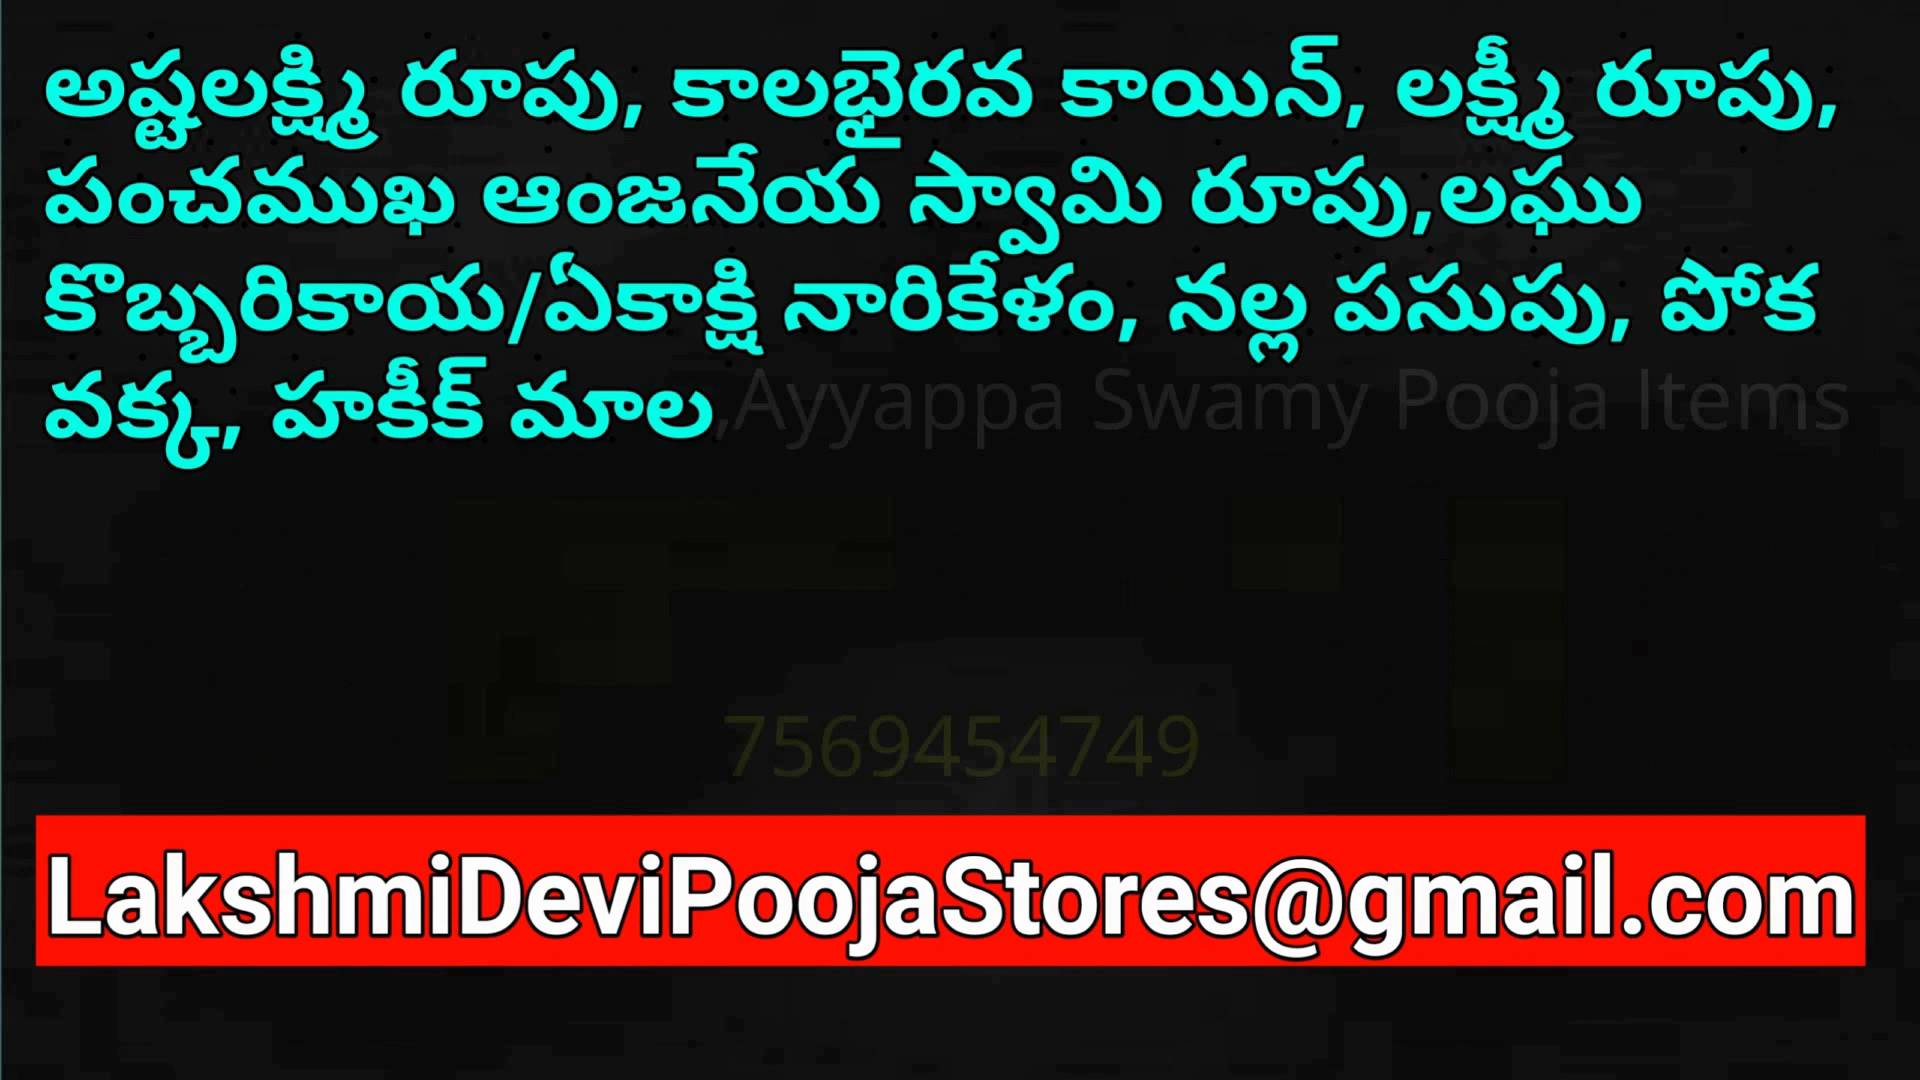 అష్టలక్ష్మి రూపు, కాలభైరవ కాయిన్, లక్ష్మీ రూపు,
పంచముఖ ఆంజనేయ స్వామి రూపు,లఘు
కొబ్బరికాయ/ఏకాక్షి నారికేళం, నల్ల పసుపు, పోక
వక్క, హకీక్ మాల,Ayyappa Swamy Pooja Items
7569454749
LakshmiDeviPoojaStores@gmail.com